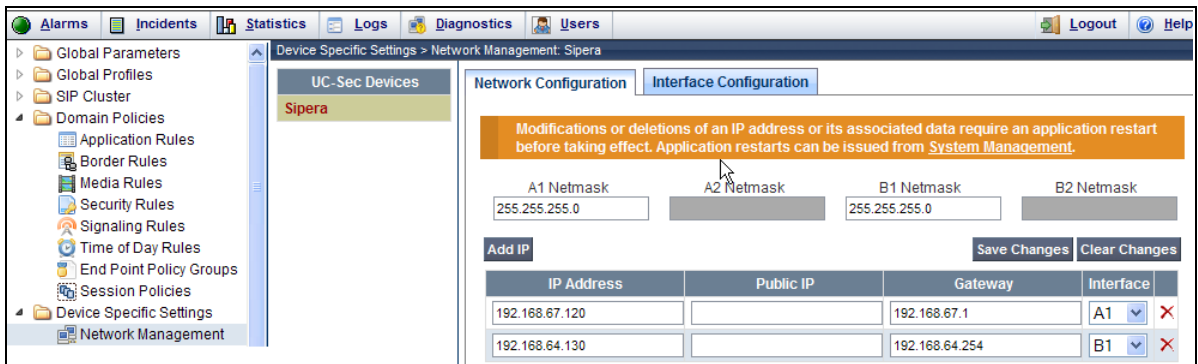 Alarms Incidents Statistics Logs Diagnostics Users Logout Help
Global Parameters
Global Profiles
SIP Cluster
Domain Policies
Application Rules
Border Rules
Media Rules
Security Rules
Signaling Rules
Time of Day Rules
End Point Policy Groups
Session Policies
Device Specific Settings
Network Management
Device Specific Settings > Network Management: Sipera
UC-Sec Devices
Sipera
Network Configuration Interface Configuration
Modifications or deletions of an IP address or its associated data require an application restart
before taking effect. Application restarts can be issued from System Management.
A1 Netmask A2 Netmask B1 Netmask B2 Netmask
255.255.255.0 255.255.255.0
Add IP Save Changes Clear Changes
IP Address Public IP Gateway Interface
192.168.67.120 192.168.67.1 A1
192.168.64.130 192.168.64.254 B1